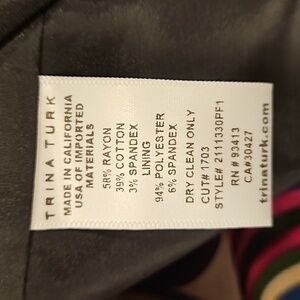 TRINA TURK
MADE IN CALIFORNIA
USA OF IMPORTED
MATERIALS
58% RAYON
39% COTTON
3% SPANDEX
LINING
94% POLYESTER
6% SPANDEX
DRY CLEAN ONLY
CUT# 1703
STYLE# 2111330PF1
RN # 93413
CA#30427
trinaturk.com